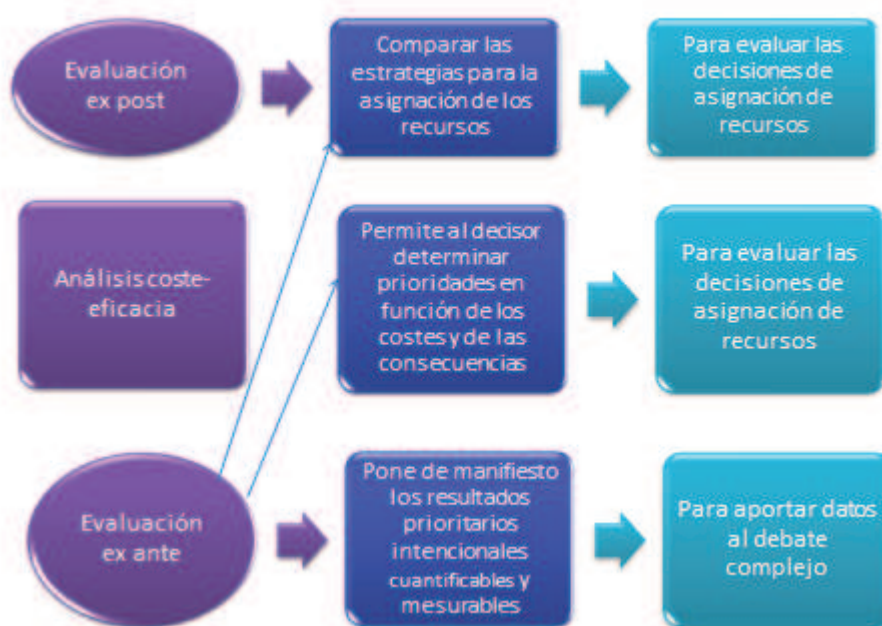 Evaluación
ex post
Comparar las
estrategias para la
asignación de los
recursos
Para evaluar las
decisiones de
asignación de
recursos
Análisis coste-
eficacia
Permite al decisor
determinar
prioridades en
función de los
costes y de las
consecuencias
Para evaluar las
decisiones de
asignación de
recursos
Evaluación
ex ante
Pone de manifiesto
los resultados
prioritarios
intencionales
cuantificables y
mesurables
Para aportar datos
al debate
complejo